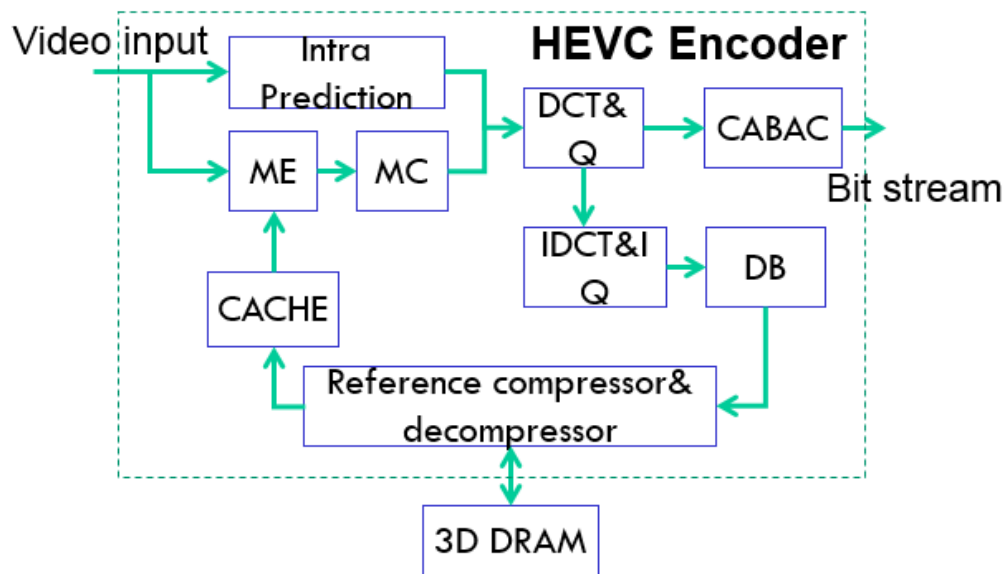 Video input
Intra
Prediction
HEVC Encoder
DCT&
Q
CABAC
ME
MC
Bit stream
IDCT&I
Q
DB
CACHE
Reference compressor&
decompressor
3D DRAM